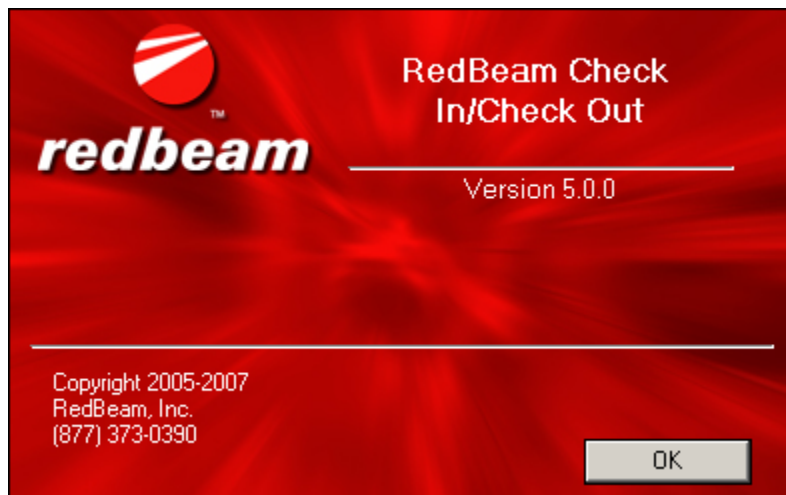 TM
redbeam
RedBeam Check
In/Check Out
Version 5.0.0
Copyright 2005-2007
RedBeam, Inc.
(877) 373-0390
OK